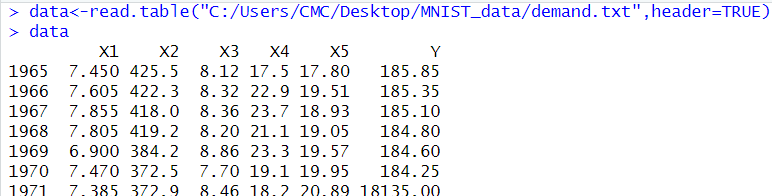 > data<-read.table("C:/Users/CMC/Desktop/MNIST_data/demand.txt",header=TRUE)
> data
X1 X2 X3 X4 X5 Y
1965 7.450 425.5 8.12 17.5 17.80 185.85
1966 7.605 422.3 8.32 22.9 19.51 185.35
1967 7.855 418.0 8.36 23.7 18.93 185.10
1968 7.805 419.2 8.20 21.1 19.05 184.80
1969 6.900 384.2 8.86 23.3 19.57 184.60
1970 7.470 372.5 7.70 19.1 19.95 184.25
1971 7.385 372.9 8.46 18.2 20.89 18135.00